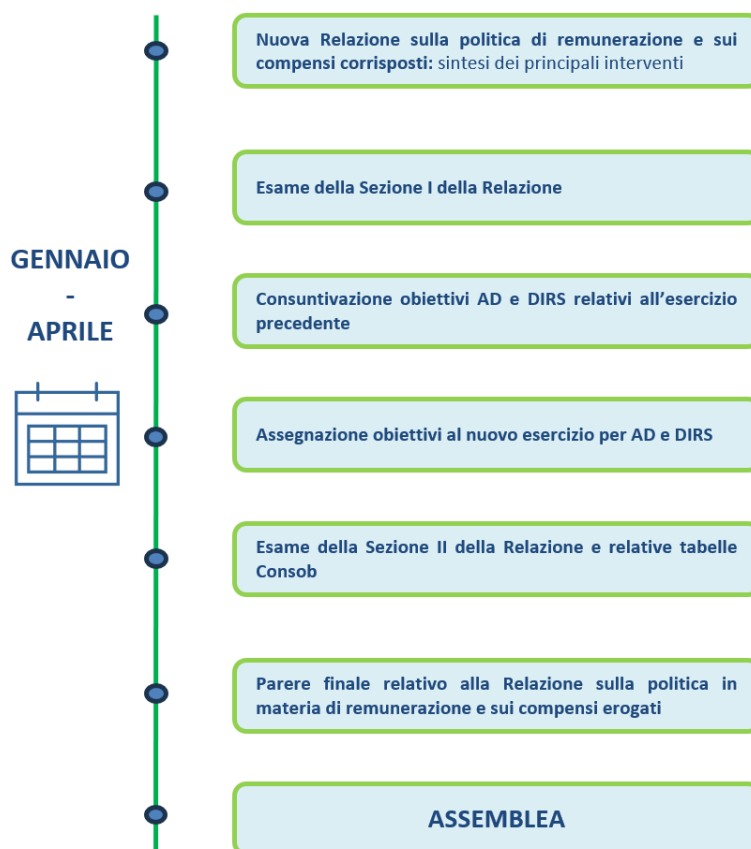 Nuova Relazione sulla politica di remunerazione e sui
compensi corrisposti: sintesi dei principali interventi
Esame della Sezione I della Relazione
GENNAIO
-
APRILE
Consuntivazione obiettivi AD e DIRS relativi all'esercizio
precedente
Assegnazione obiettivi al nuovo esercizio per AD e DIRS
Esame della Sezione II della Relazione e relative tabelle
Consob
Parere finale relativo alla Relazione sulla politica in
materia di remunerazione e sui compensi erogati
ASSEMBLEA